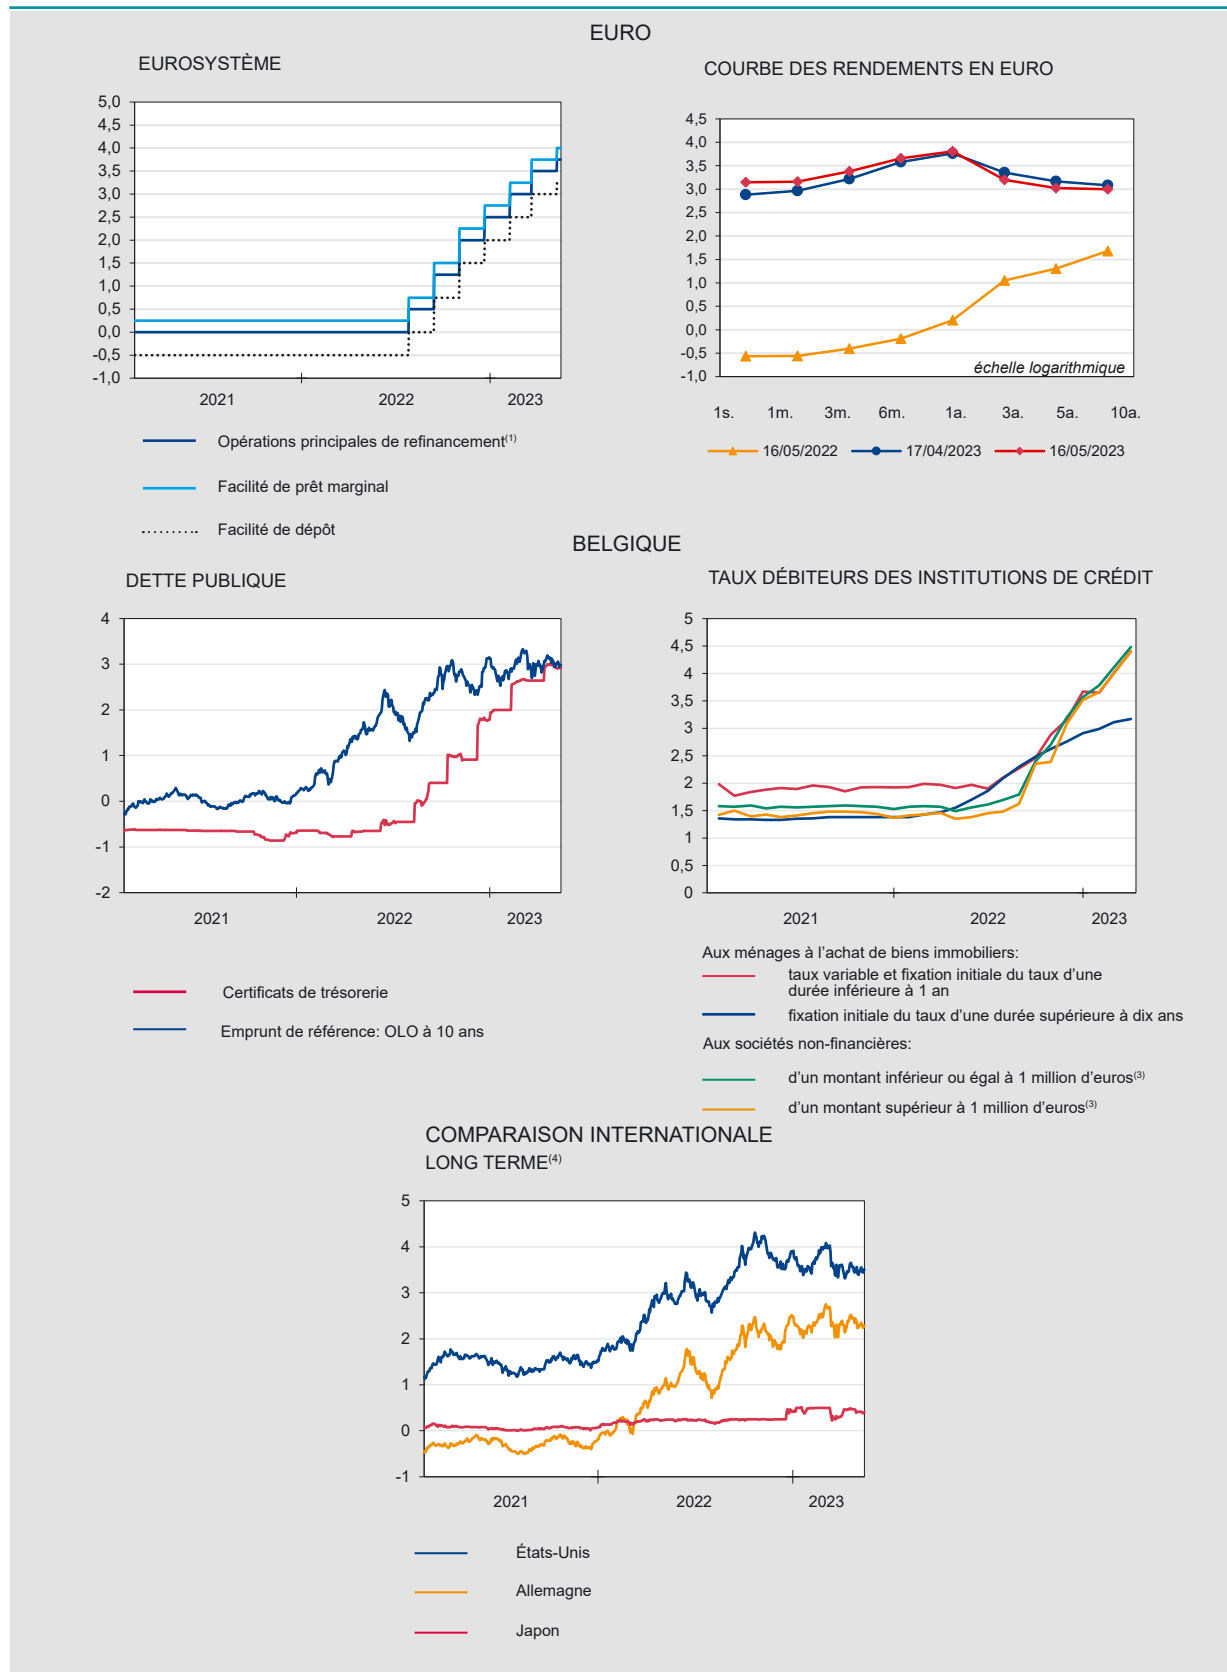 EURO
EUROSYSTÈME
5,0
4,5
4,0
3,5
3,0
2,5
2,0
1,5
1,0
0,5
0,0
-0,5
-1,0
2021
2022
2023
Opérations principales de refinancement(1)
Facilité de prêt marginal
Facilité de dépôt
COURBE DES RENDEMENTS EN EURO
4,5
4,0
3,5
3,0
2,5
2,0
1,5
1,0
0,5
0,0
-0,5
-1,0
échelle logarithmique
1s. 1m. 3m. 6m. 1a. 3a. 5a. 10a.
16/05/2022 17/04/2023 16/05/2023
BELGIQUE
DETTE PUBLIQUE
4
3
2
1
0
-1
-2
2021
2022
2023
Certificats de trésorerie
Emprunt de référence: OLO à 10 ans
TAUX DÉBITEURS DES INSTITUTIONS DE CRÉDIT
5
4,5
4
3,5
3
2,5
2
1,5
1
0,5
0
2021
2022
2023
Aux ménages à l'achat de biens immobiliers:
taux variable et fixation initiale du taux d'une
durée inférieure à 1 an
fixation initiale du taux d'une durée supérieure à dix ans
Aux sociétés non-financières:
d'un montant inférieur ou égal à 1 million d'euros(3)
d'un montant supérieur à 1 million d'euros(3)
COMPARAISON INTERNATIONALE
LONG TERME(4)
5
4
3
2
1
0
-1
2021
2022
2023
États-Unis
Allemagne
Japon